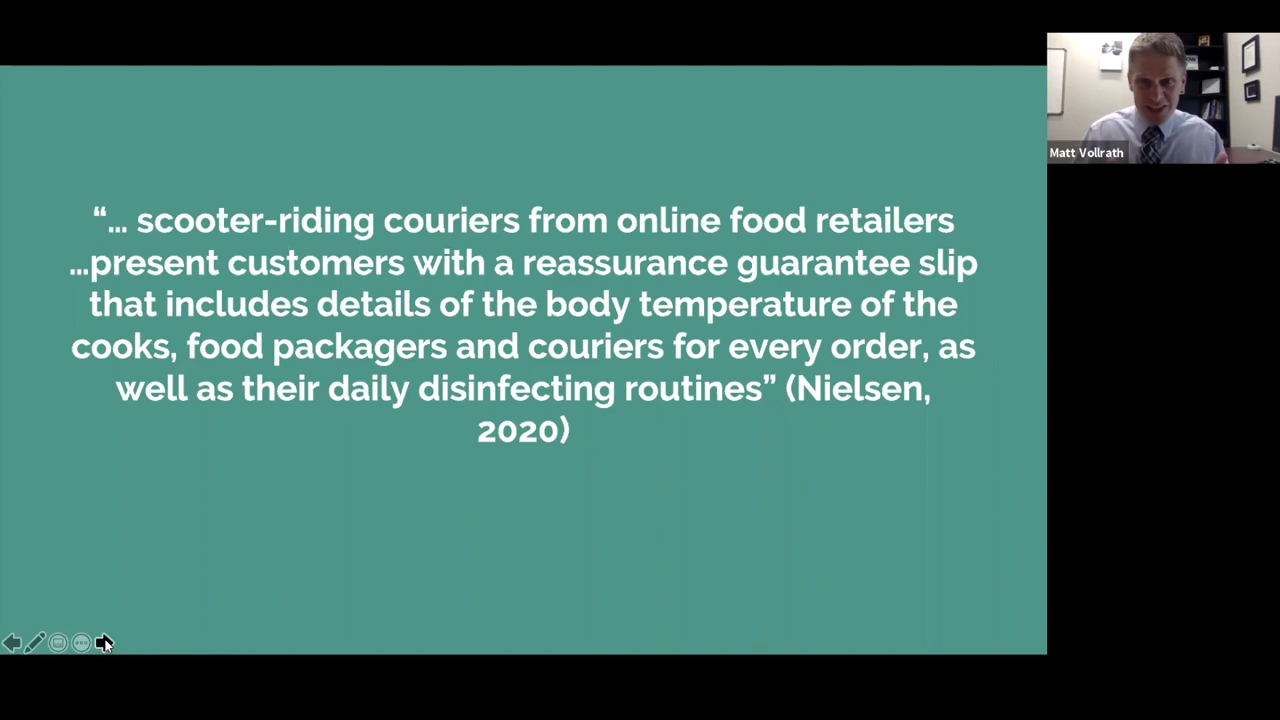 “… scooter-riding couriers from online food retailers
…present customers with a reassurance guarantee slip
that includes details of the body temperature of the
cooks, food packagers and couriers for every order, as
well as their daily disinfecting routines” (Nielsen,
2020)
Matt Vollrath